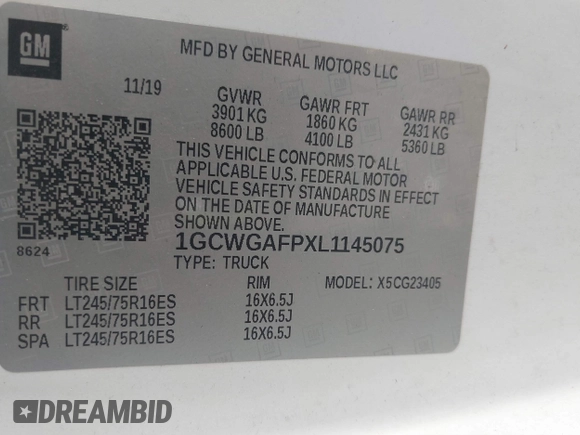 GM
MFD BY GENERAL MOTORS LLC
11/19
GVWR GAWR FRT GAWR RR
3901 KG 1860 KG 2431 KG
8600 LB 4100 LB 5360 LB
THIS VEHICLE CONFORMS TO ALL
APPLICABLE U.S. FEDERAL MOTOR
VEHICLE SAFETY STANDARDS IN EFFECT
ON THE DATE OF MANUFACTURE
SHOWN ABOVE.
8624
1GCWGAFPXL1145075
TYPE: TRUCK
MODEL: X5CG23405
TIRE SIZE RIM
FRT LT245/75R16ES 16X6.5J
RR LT245/75R16ES 16X6.5J
SPA LT245/75R16ES 16X6.5J
DREAMBID